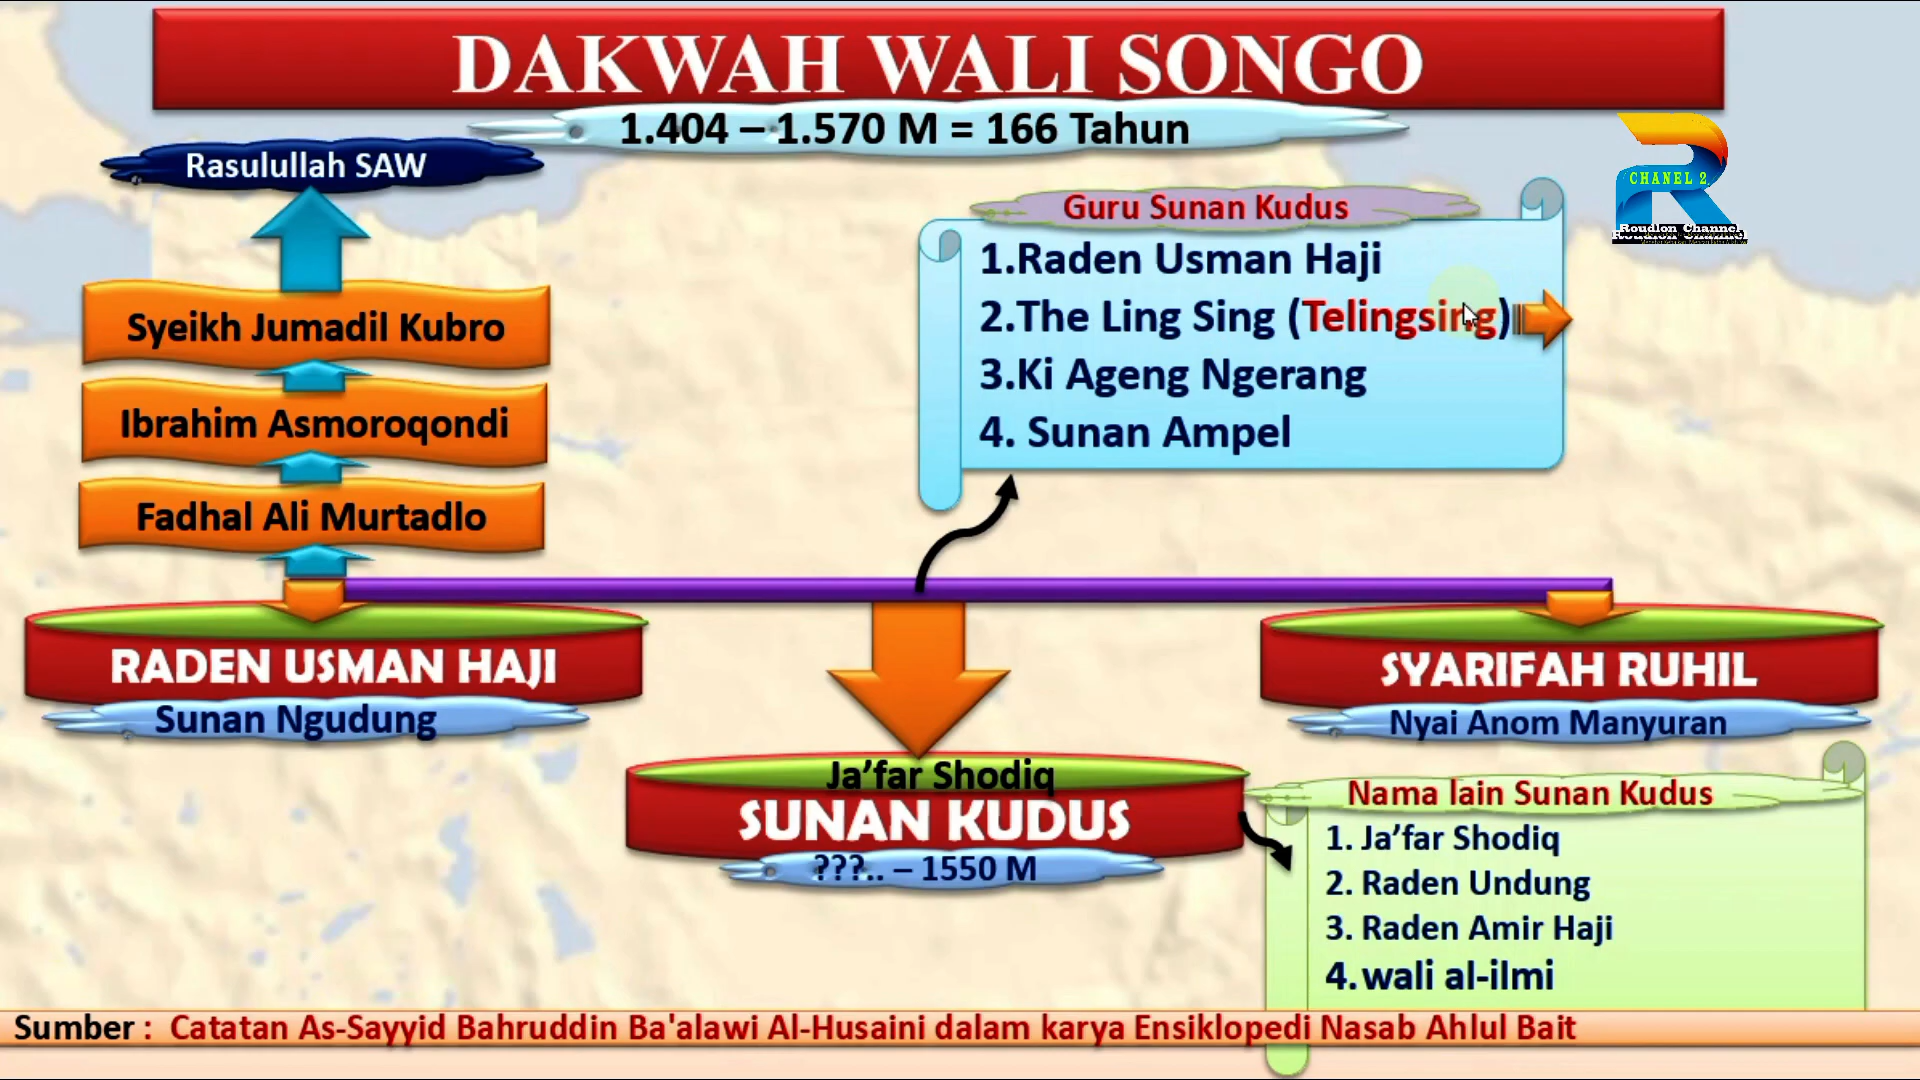 DAKWAH WALI SONGO
1.404 – 1.570 M = 166 Tahun
Rasulullah SAW
Syeikh Jumadil Kubro
Ibrahim Asmoroqondi
Fadhal Ali Murtadlo
CHANEL 2
Roudlon Channel
Guru Sunan Kudus
1.Raden Usman Haji
2.The Ling Sing (Telingsing)
3.Ki Ageng Ngerang
4. Sunan Ampel
RADEN USMAN HAJI
Sunan Ngudung
SYARIFAH RUHIL
Nyai Anom Manyuran
Ja’far Shodiq
SUNAN KUDUS
???.. – 1550 M
Nama lain Sunan Kudus
1. Ja’far Shodiq
2. Raden Undung
3. Raden Amir Haji
4. wali al-ilmi
Sumber : Catatan As-Sayyid Bahruddin Ba'alawi Al-Husaini dalam karya Ensiklopedi Nasab Ahlul Bait